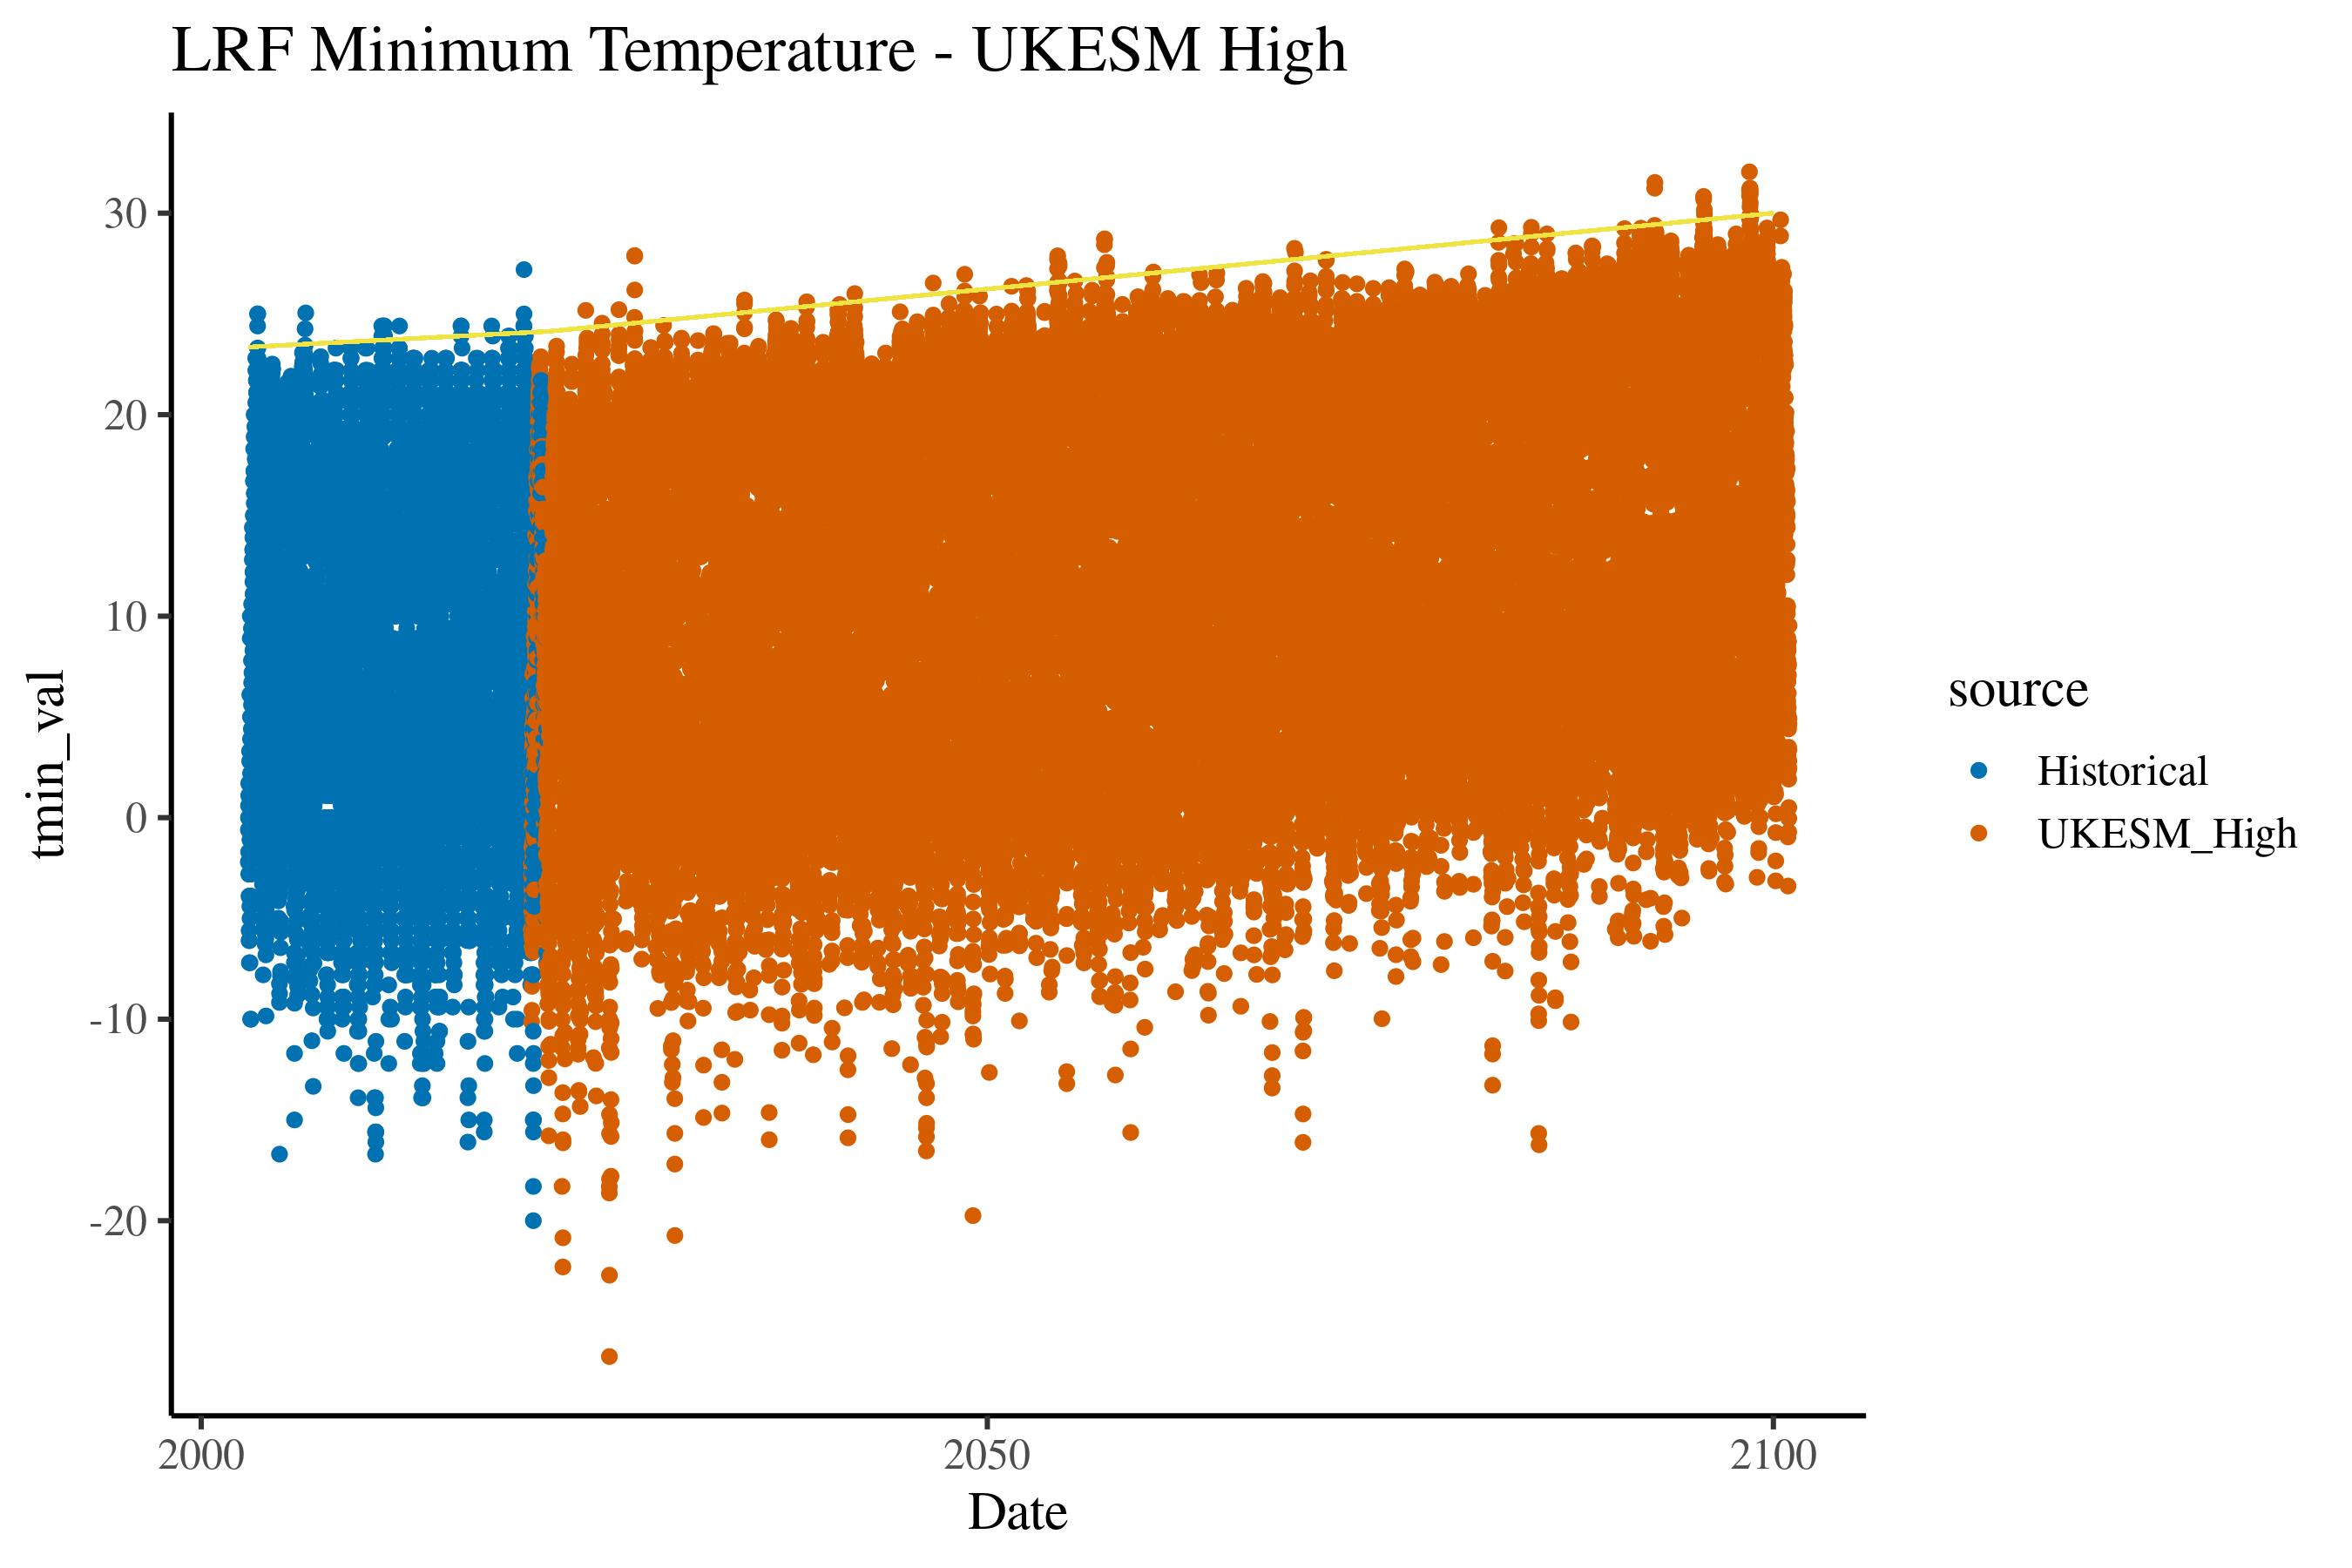 LRF Minimum Temperature - UKESM High
tmin_val
30
20
10
0
-10
-20
2000
2050
2100
Date
source
Historical
UKESM_High